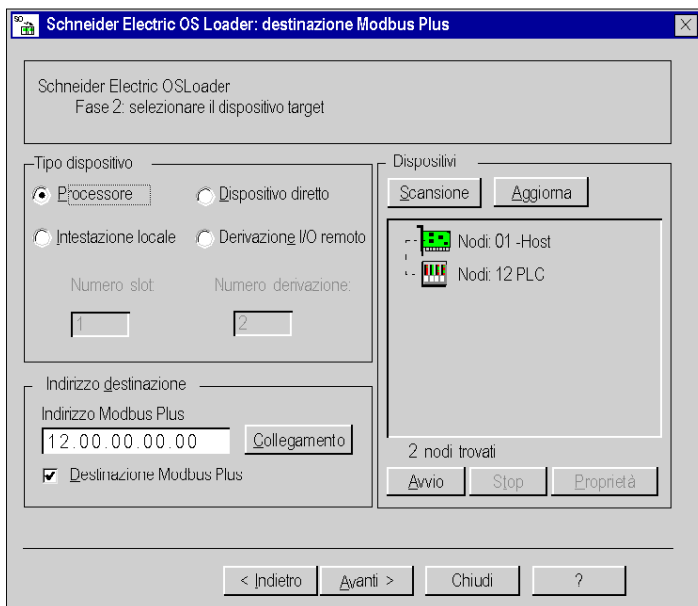 Schneider Electric OS Loader: destinazione Modbus Plus
Schneider Electric OSLoader
Fase 2: selezionare il dispositivo target
Tipo dispositivo
Processore
Dispositivo diretto
Intestazione locale
Derivazione I/O remoto
Numero slot:
Numero derivazione:
1
2
Indirizzo destinazione
Indirizzo Modbus Plus
12.00.00.00.00
Collegamento
Destinazione Modbus Plus
Dispositivi
Scansione
Aggiorna
Nodi: 01 -Host
Nodi: 12 PLC
2 nodi trovati
Avvio
Stop
Proprietà
< Indietro
Avanti >
Chiudi
?